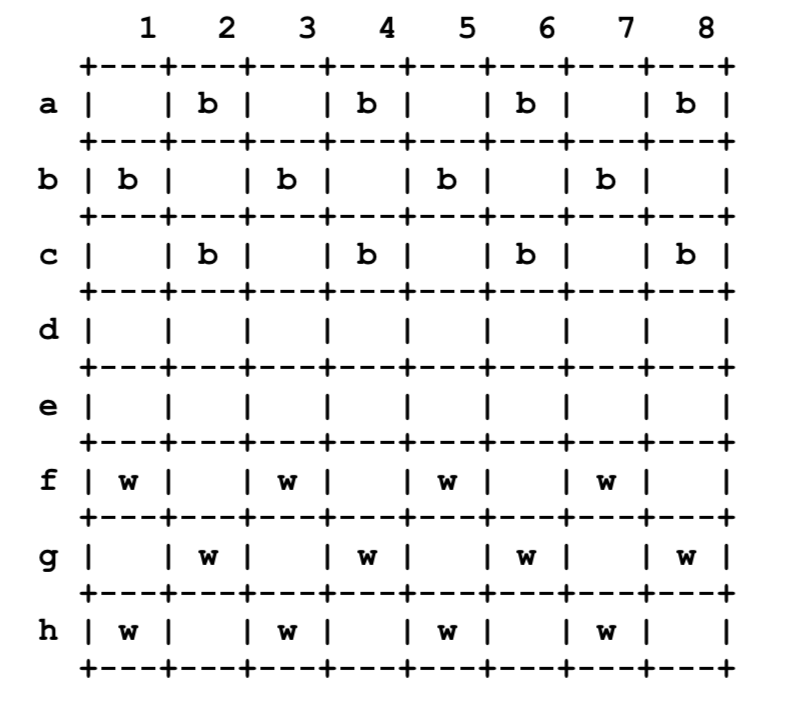 1 2 3 4 5 6 7 8
+---+---+---+---+---+---+---+---+
a |   | b |   | b |   | b |   | b |
+---+---+---+---+---+---+---+---+
b | b |   | b |   | b |   | b |   |
+---+---+---+---+---+---+---+---+
c |   | b |   | b |   | b |   | b |
+---+---+---+---+---+---+---+---+
d |   |   |   |   |   |   |   |   |
+---+---+---+---+---+---+---+---+
e |   |   |   |   |   |   |   |   |
+---+---+---+---+---+---+---+---+
f | w |   | w |   | w |   | w |   |
+---+---+---+---+---+---+---+---+
g |   | w |   | w |   | w |   | w |
+---+---+---+---+---+---+---+---+
h | w |   | w |   | w |   | w |   |
+---+---+---+---+---+---+---+---+